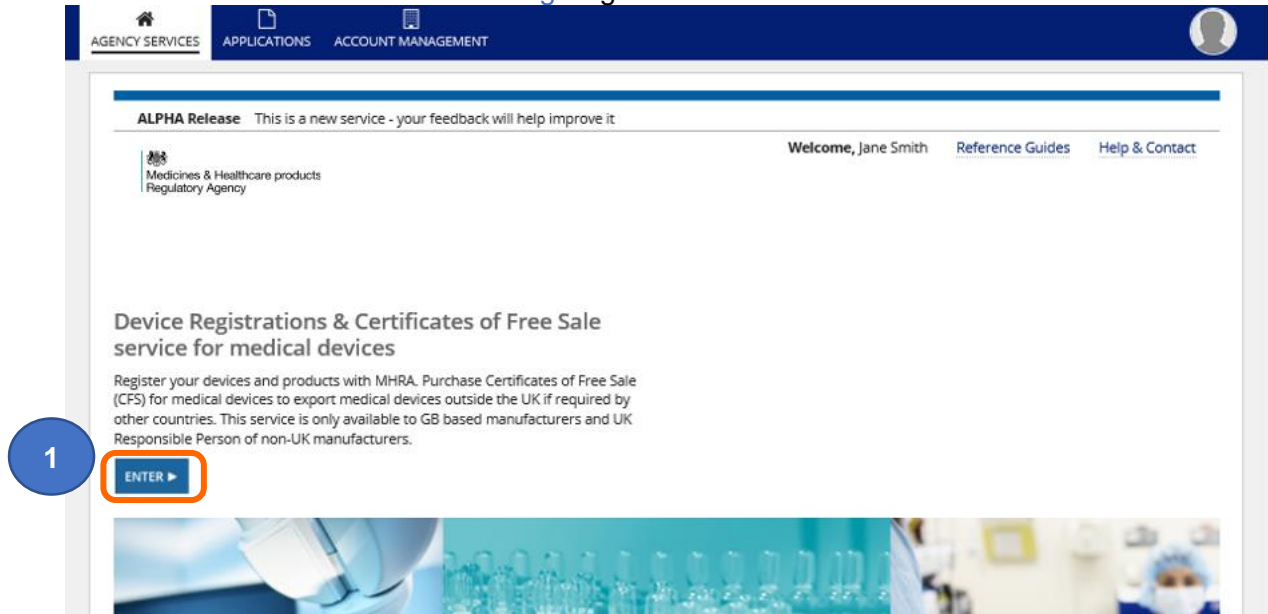 AGENCY SERVICES APPLICATIONS ACCOUNT MANAGEMENT
ALPHA Release This is a new service - your feedback will help improve it
Welcome, Jane Smith Reference Guides Help & Contact
Medicines & Healthcare products
Regulatory Agency
Device Registrations & Certificates of Free Sale
service for medical devices
Register your devices and products with MHRA. Purchase Certificates of Free Sale
(CFS) for medical devices to export medical devices outside the UK if required by
other countries. This service is only available to GB based manufacturers and UK
Responsible Person of non-UK manufacturers.
1
ENTER ▶